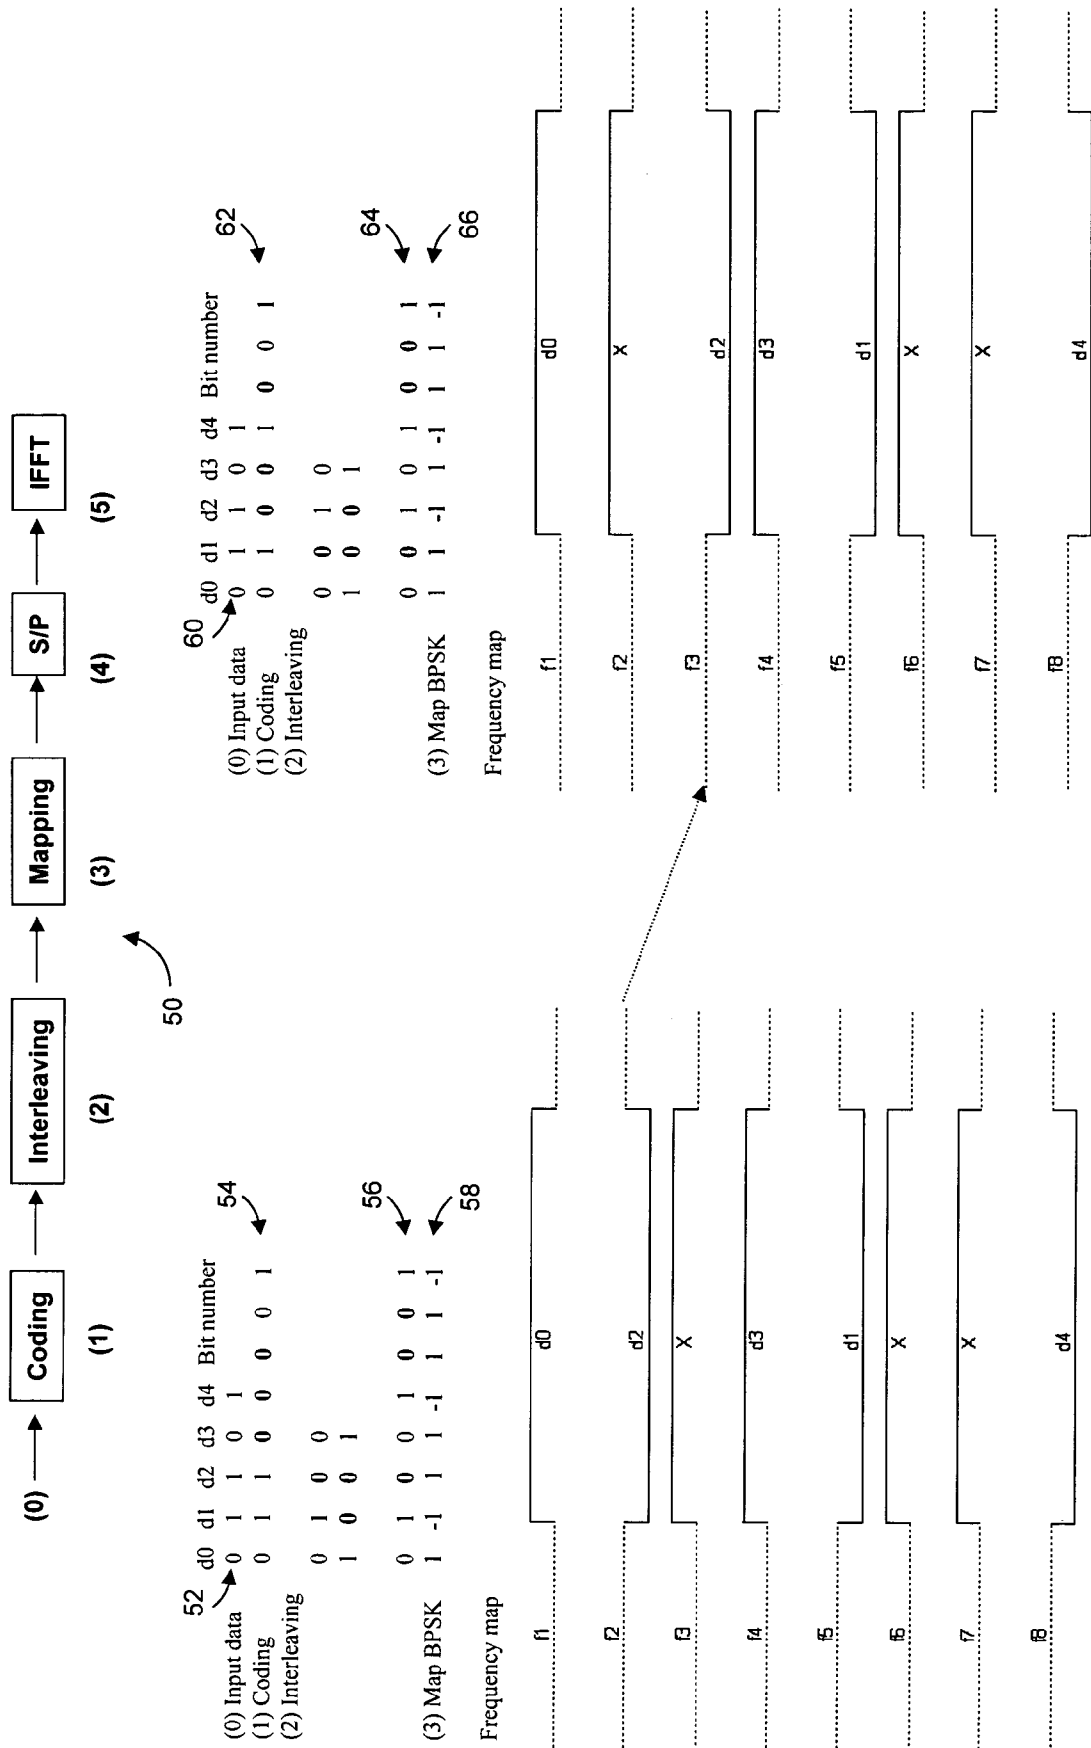 (0) Coding Interleaving Mapping S/P IFFT
(1) (2) (3) (4) (5)
50
d0 d1 d2 d3 d4 Bit number
52
(0) Input data 0 1 1 0 1
54
(1) Coding 0 1 1 0 0 0 0 1
(2) Interleaving
0 1 0 0
1 0 0 1
56
0 1 0 0 1 0 0 1
(3) Map BPSK 1 -1 1 1 -1 1 1 -1
58
Frequency map
f1 d0
f2 d2
f3 X
f4 d3
f5 d1
f6 X
f7 X
f8 d4
d0 d1 d2 d3 d4 Bit number
60
(0) Input data 0 1 1 0 1
62
(1) Coding 0 1 0 0 1 0 0 1
(2) Interleaving
0 0 1 0
1 0 0 1
64
0 0 1 0 1 0 0 1
(3) Map BPSK 1 1 -1 1 -1 1 1 -1
66
Frequency map
f1 d0
f2 X
f3 d2
f4 d3
f5 d1
f6 X
f7 X
f8 d4